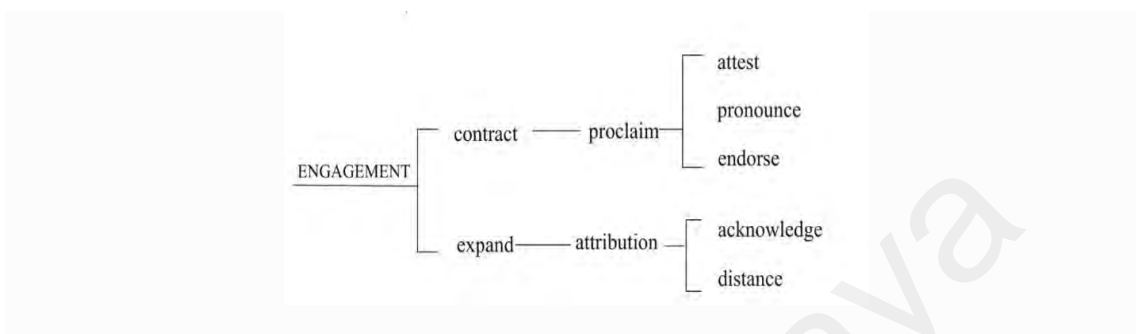 attest
pronounce
contract proclaim
endorse
ENGAGEMENT
acknowledge
expand attribution
distance